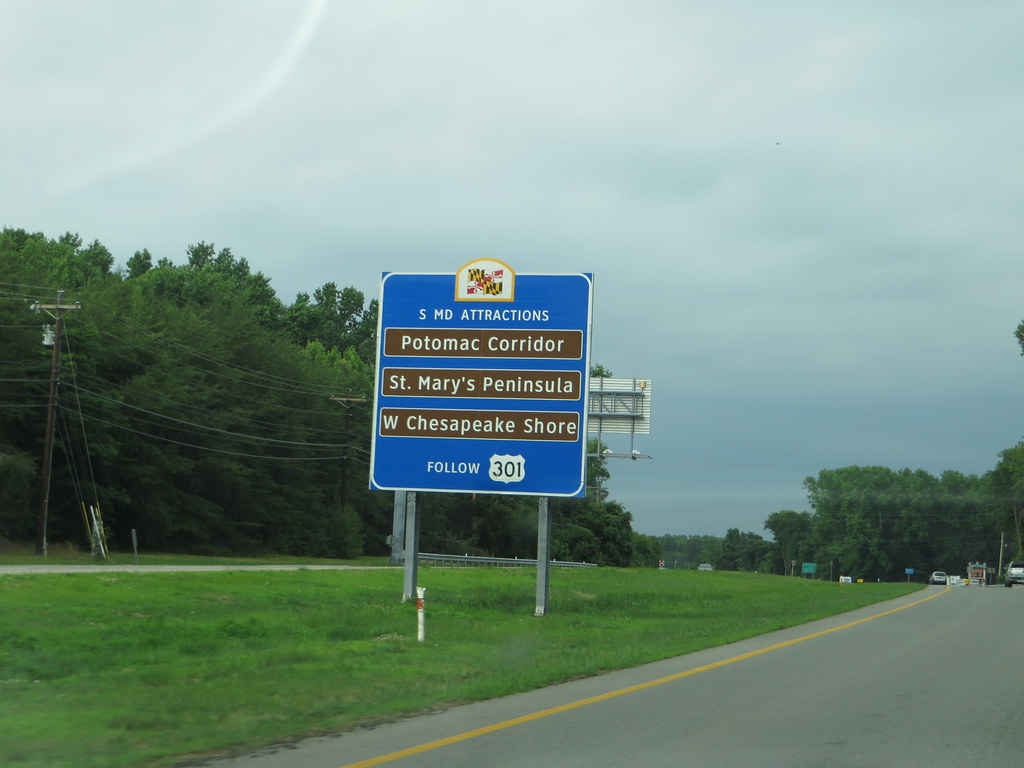 S MD ATTRACTIONS
Potomac Corridor
St. Mary's Peninsula
W Chesapeake Shore
FOLLOW 301